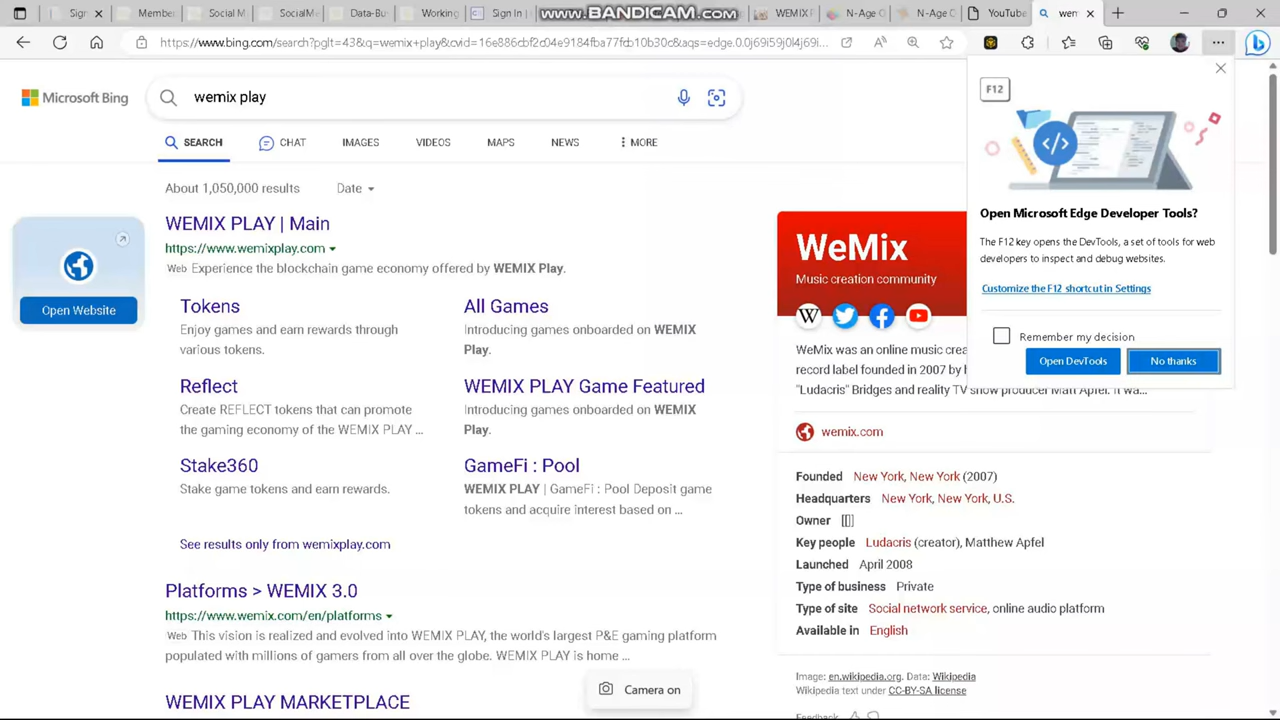 Sign
Member
Social M
SocialMe
Data-Bus
Working
Sign In
www.BANDICAM.com
WEMIX P
N-Age C
N-Age C
YouTube
wem
https://www.bing.com/search?pglt=43&q=wemix+play&cvid=16e886cbf2c04e9184fba77fcb10b30c&aqs=edge.0.0j69i59j0l4j69i...
Microsoft Bing
wemix play
SEARCH
CHAT
IMAGES
VIDEOS
MAPS
NEWS
MORE
About 1,050,000 results
Date
Open Website
WEMIX PLAY | Main
https://www.wemixplay.com
Web Experience the blockchain game economy offered by WEMIX Play.
Tokens
Enjoy games and earn rewards through
various tokens.
All Games
Introducing games onboarded on WEMIX
Play.
Reflect
Create REFLECT tokens that can promote
the gaming economy of the WEMIX PLAY ...
WEMIX PLAY Game Featured
Introducing games onboarded on WEMIX
Play.
Stake360
Stake game tokens and earn rewards.
GameFi : Pool
WEMIX PLAY | GameFi : Pool Deposit game
tokens and acquire interest based on ...
See results only from wemixplay.com
Platforms > WEMIX 3.0
https://www.wemix.com/en/platforms
Web This vision is realized and evolved into WEMIX PLAY, the world's largest P&E gaming platform
populated with millions of gamers from all over the globe. WEMIX PLAY is home ...
WEMIX PLAY MARKETPLACE
Camera on
WeMix
Music creation community
WeMix was an online music crea
record label founded in 2007 by
"Ludacris" Bridges and reality TV show producer Matt Apfel. It wa...
wemix.com
Founded New York, New York (2007)
Headquarters New York, New York, U.S.
Owner [[]]
Key people Ludacris (creator), Matthew Apfel
Launched April 2008
Type of business Private
Type of site Social network service, online audio platform
Available in English
Image: en.wikipedia.org. Data: Wikipedia
Wikipedia text under CC-BY-SA license
Feedback
F12
Open Microsoft Edge Developer Tools?
The F12 key opens the DevTools, a set of tools for web
developers to inspect and debug websites.
Customize the F12 shortcut in Settings
Remember my decision
Open DevTools
No thanks